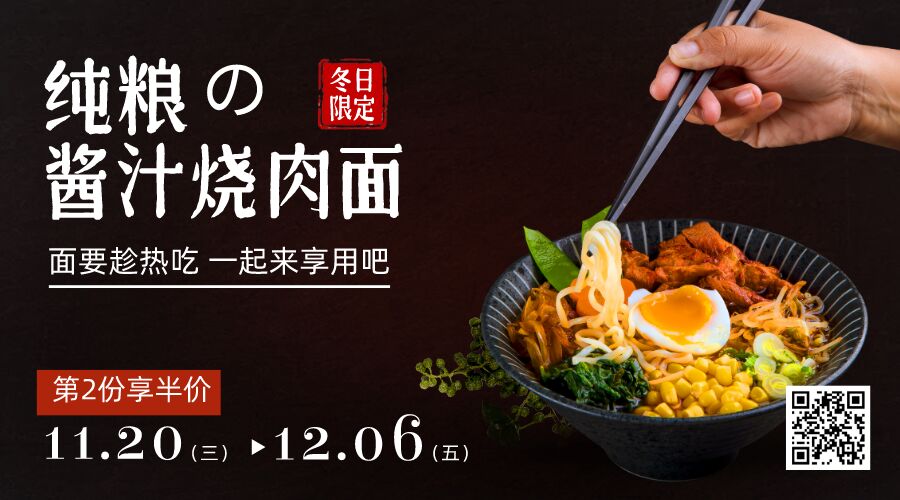 纯粮の
冬日
限定
酱汁烧肉面
面要趁热吃 一起来享用吧
第2份享半价
11.20(三)▶12.06(五)